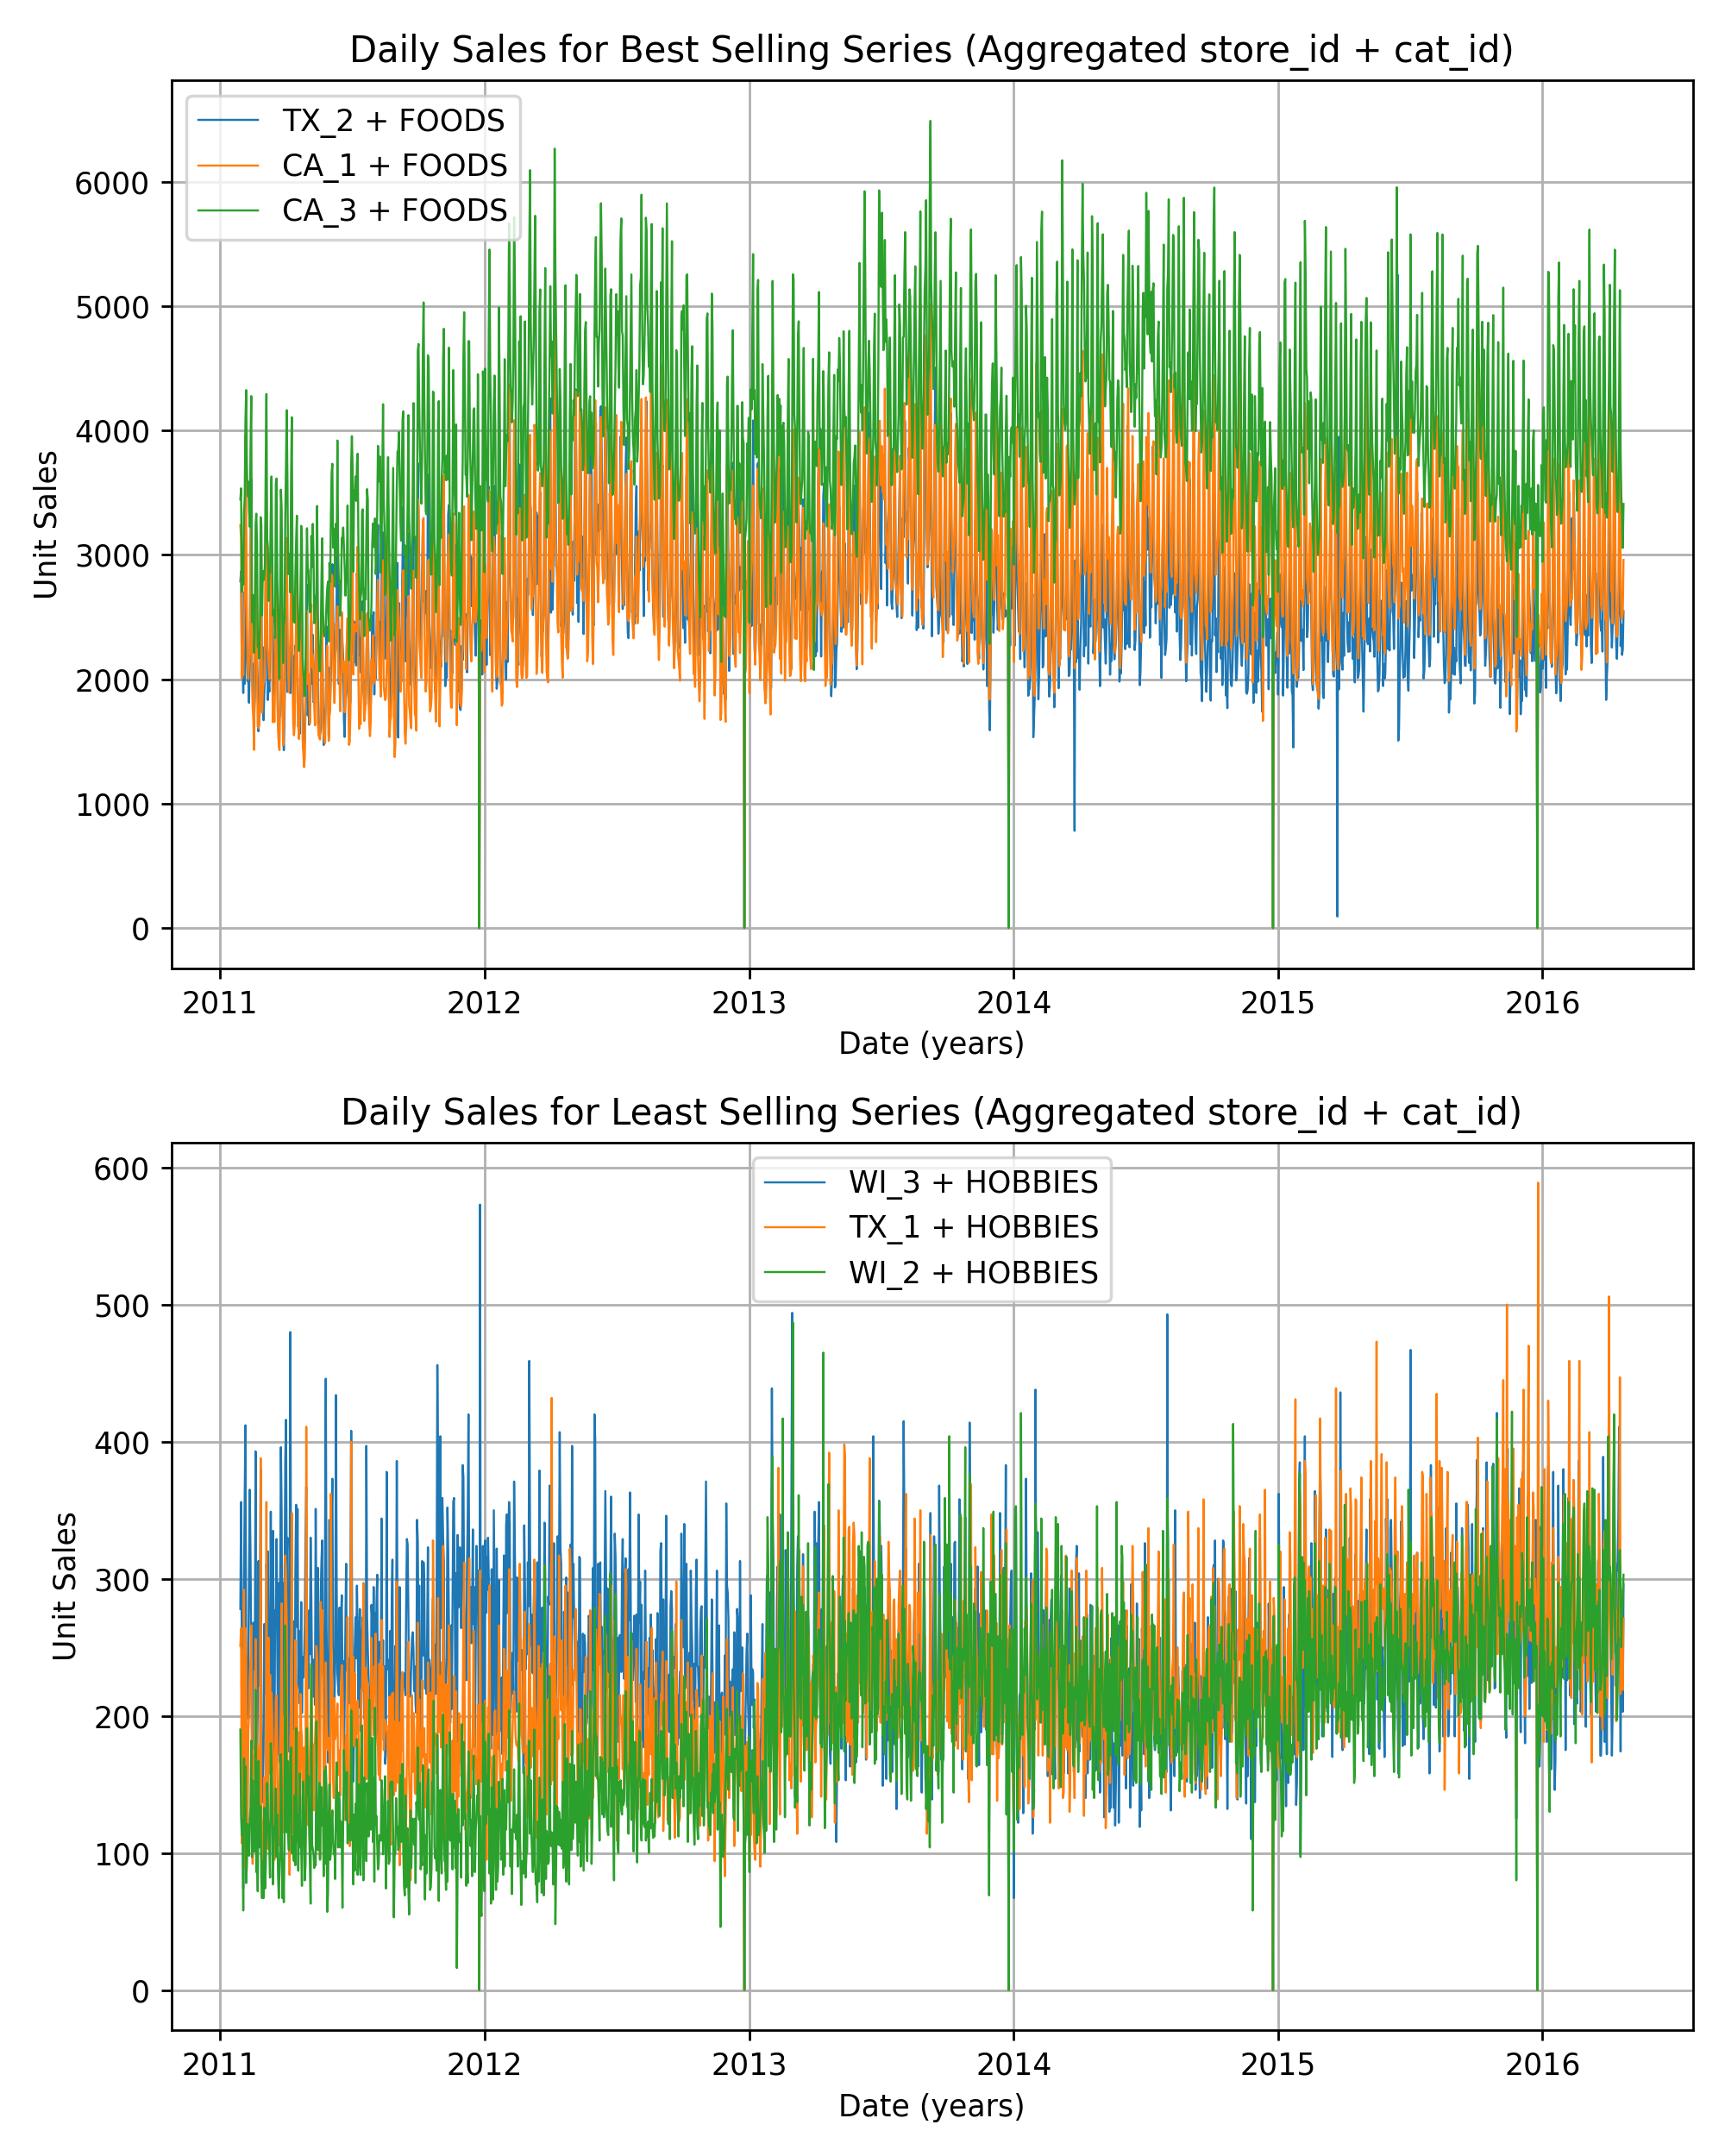 Daily Sales for Best Selling Series (Aggregated store_id + cat_id)
TX_2 + FOODS
CA_1 + FOODS
CA_3 + FOODS
6000
5000
4000
3000
2000
1000
0
Unit Sales
2011 2012 2013 2014 2015 2016
Date (years)
Daily Sales for Least Selling Series (Aggregated store_id + cat_id)
WI_3 + HOBBIES
TX_1 + HOBBIES
WI_2 + HOBBIES
600
500
400
300
200
100
0
Unit Sales
2011 2012 2013 2014 2015 2016
Date (years)